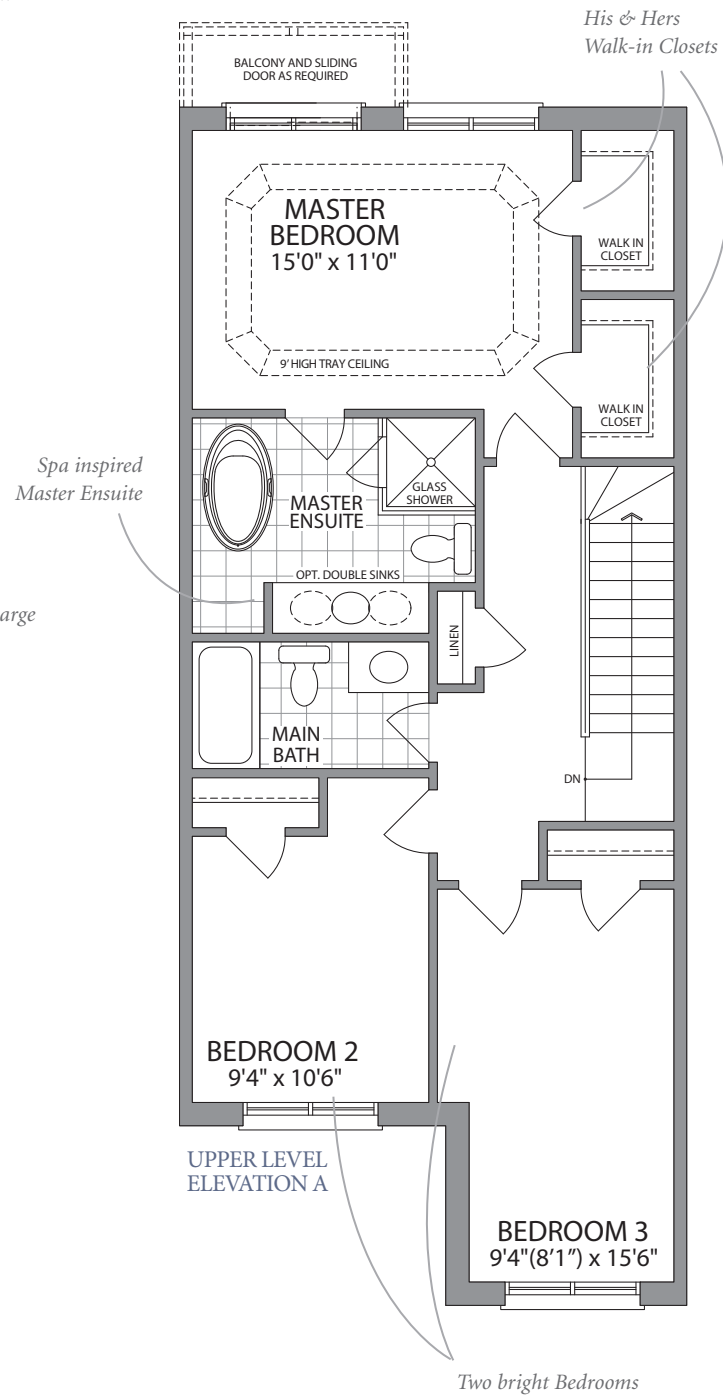 His & Hers
Walk-in Closets
BALCONY AND SLIDING
DOOR AS REQUIRED
MASTER
BEDROOM
15'0" x 11'0"
WALK IN
CLOSET
9' HIGH TRAY CEILING
WALK IN
CLOSET
Spa inspired
Master Ensuite
GLASS
SHOWER
MASTER
ENSUITE
OPT. DOUBLE SINKS
arge
LINEN
MAIN
BATH
DN
BEDROOM 2
9'4" x 10'6"
UPPER LEVEL
ELEVATION A
BEDROOM 3
9'4"(8'1") x 15'6"
Two bright Bedrooms